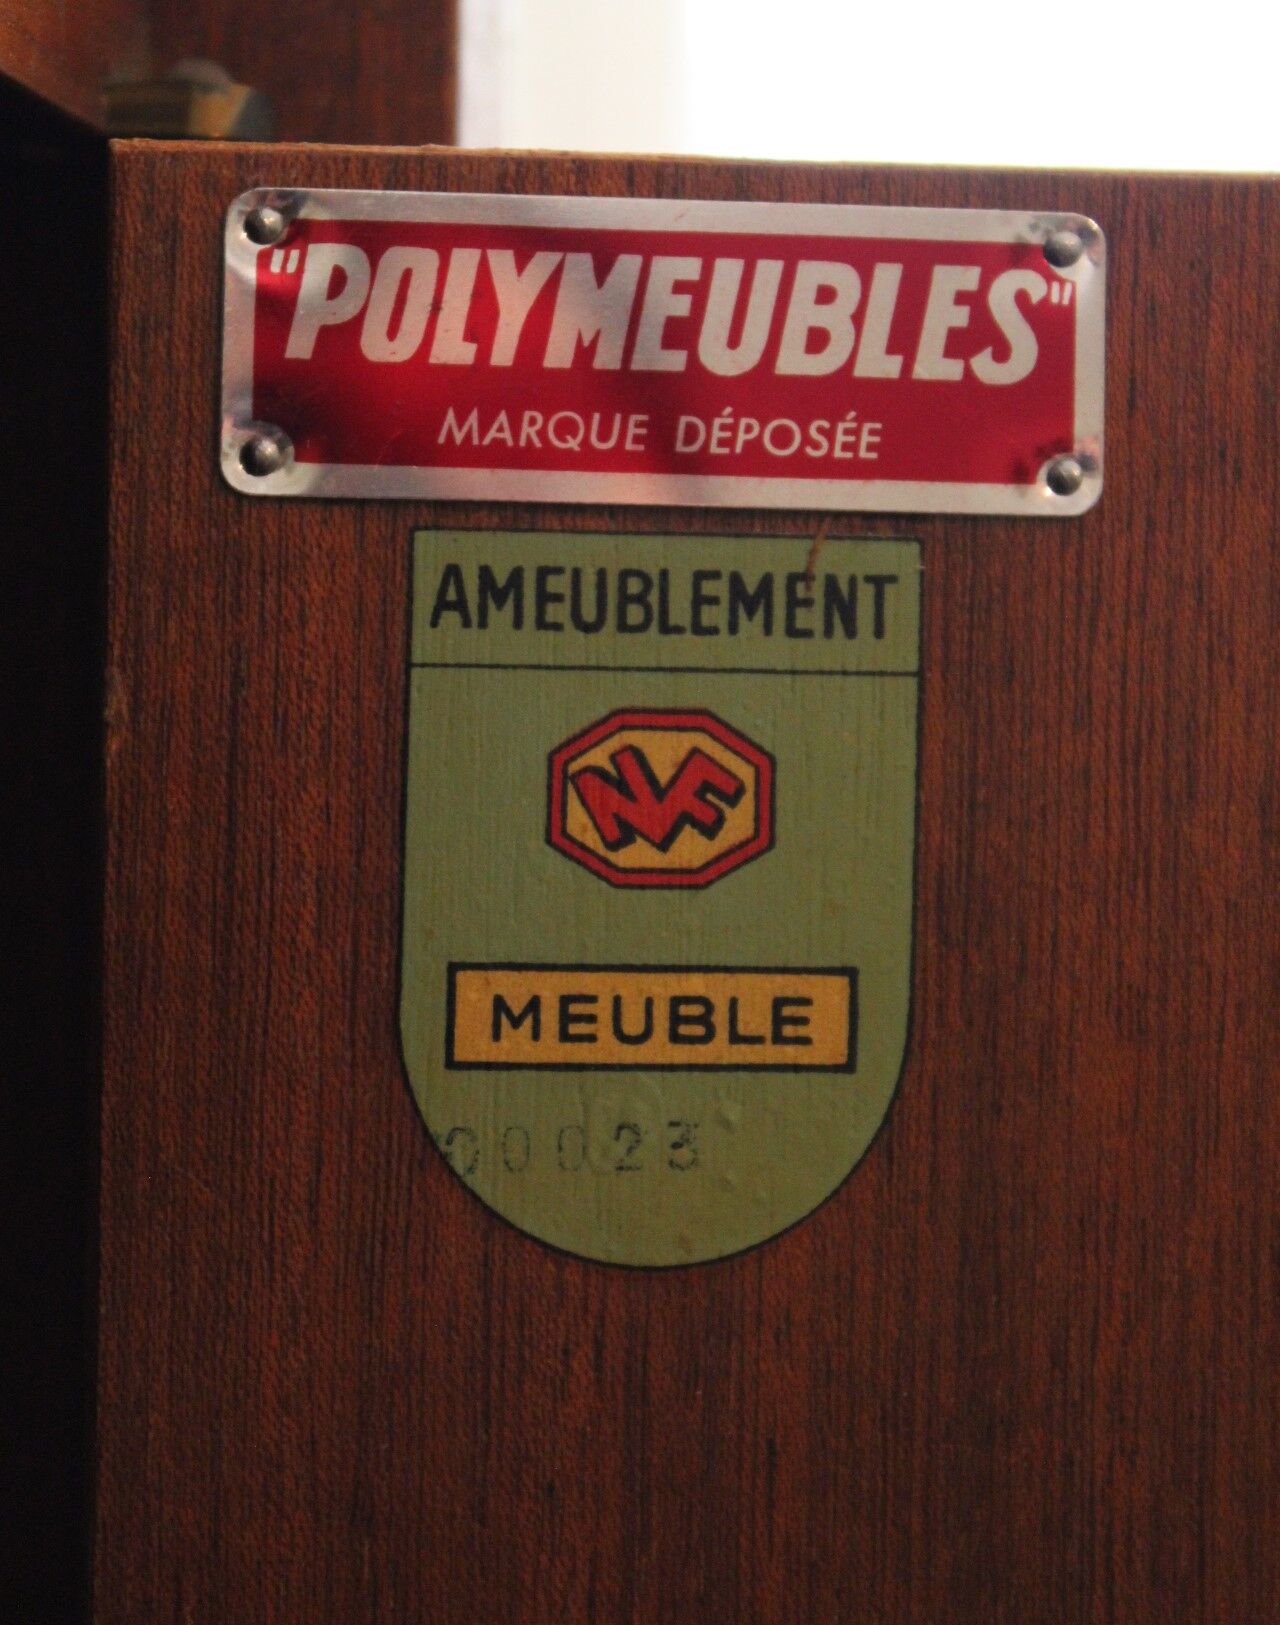 "POLYMEUBLES"
MARQUE DÉPOSÉE
AMEUBLEMENT
NF
MEUBLE
00023